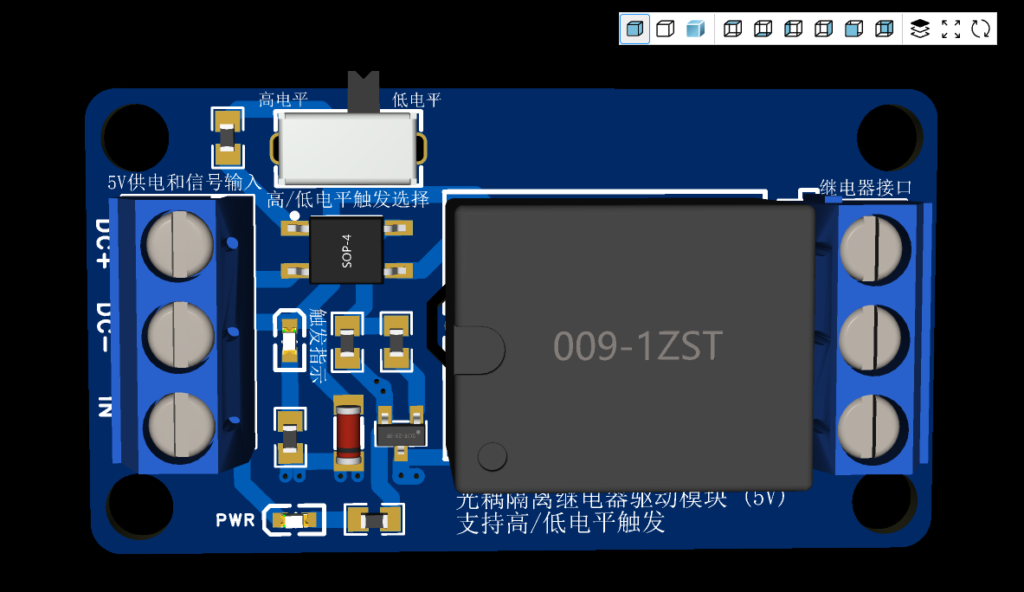 高电平
低电平
5V供电和信号输入
高/低电平触发选择
继电器接口
DC+
SOP-4
DC-
触发指示
009-1ZST
IN
光耦隔离继电器驱动模块（5V）
支持高/低电平触发
PWR